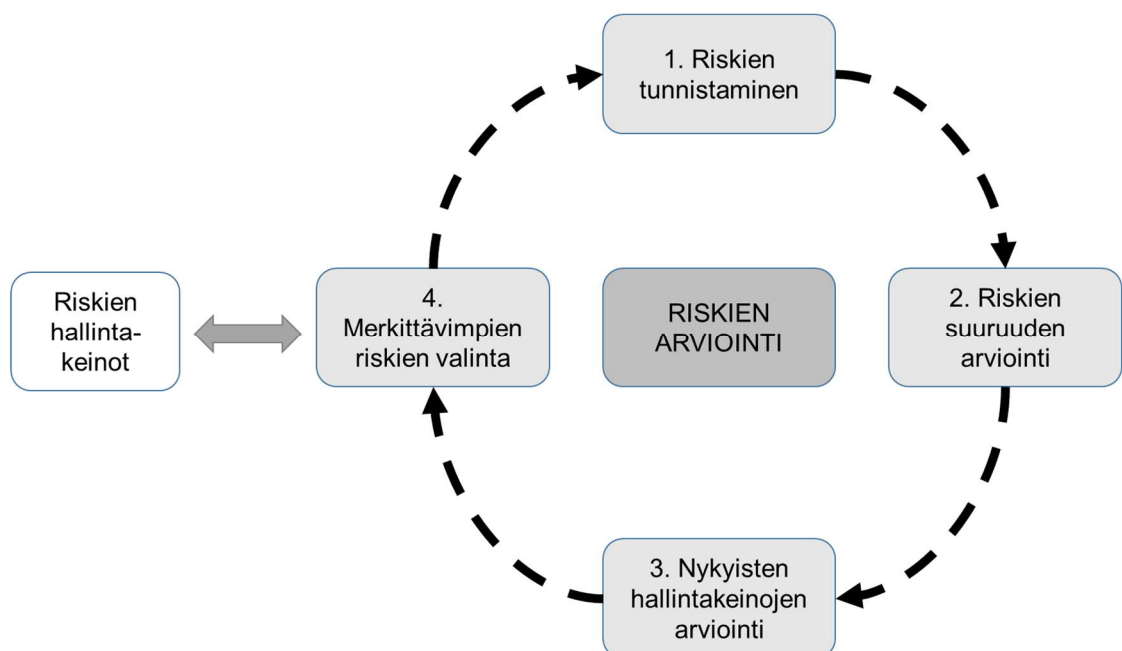 1. Riskien
tunnistaminen
2. Riskien
suuruuden
arviointi
3. Nykyisten
hallintakeinojen
arviointi
4.
Merkittävimpien
riskien valinta
Riskien
hallinta-
keinot
RISKIEN
ARVIOINTI